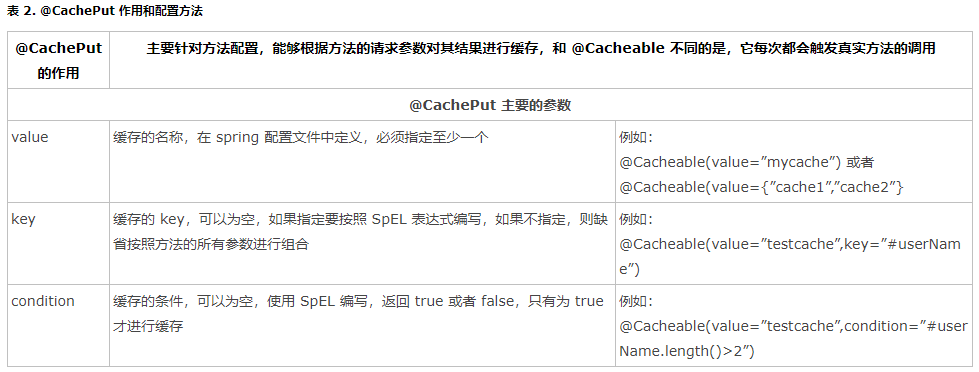 表 2. @CachePut 作用和配置方法
@CachePut 的作用
主要针对方法配置，能够根据方法的请求参数对其结果进行缓存，和 @Cacheable 不同的是，它每次都会触发真实方法的调用
@CachePut 主要的参数
value
缓存的名称，在 spring 配置文件中定义，必须指定至少一个
例如：
@Cacheable(value=”mycache”) 或者
@Cacheable(value={”cache1”,”cache2”}
key
缓存的 key，可以为空，如果指定要按照 SpEL 表达式编写，如果不指定，则缺
省按照方法的所有参数进行组合
例如：
@Cacheable(value=”testcache”,key=”#userNam
e”)
condition
缓存的条件，可以为空，使用 SpEL 编写，返回 true 或者 false，只有为 true
才进行缓存
例如：
@Cacheable(value=”testcache”,condition=”#user
Name.length()>2”)